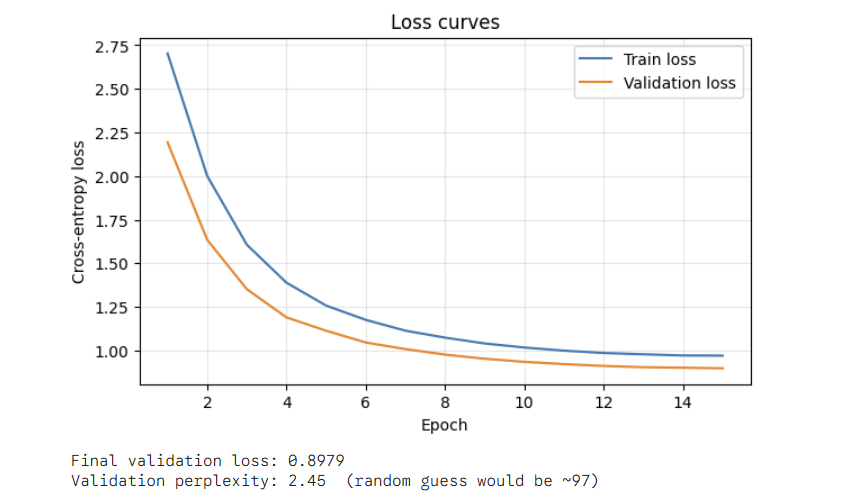 Loss curves
2.75
2.50
2.25
2.00
1.75
1.50
1.25
1.00
Cross-entropy loss
Train loss
Validation loss
2 4 6 8 10 12 14
Epoch
Final validation loss: 0.8979
Validation perplexity: 2.45  (random guess would be ~97)